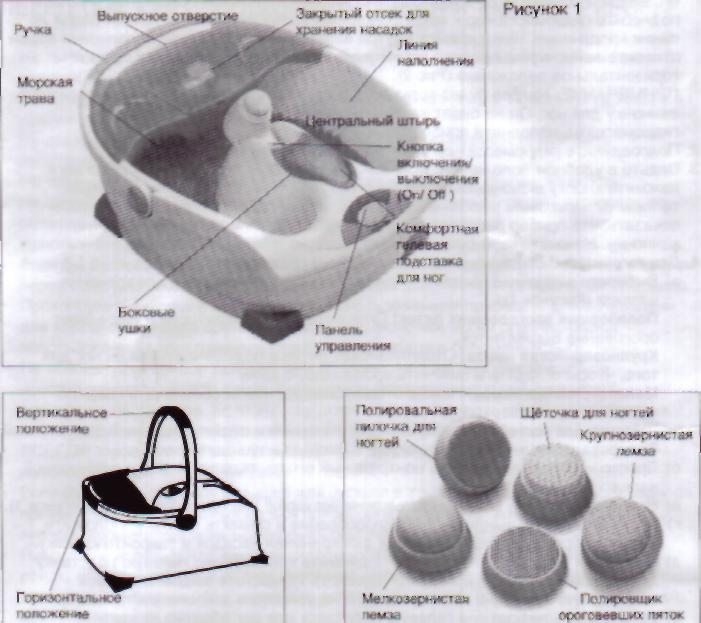 Рисунок 1
Выпускное отверстие
Закрытый отсек для
хранения насадок
Ручка
Линия
наполнения
Морская
трава
Центральный штырь
Кнопка
включения/
выключения
(On/ Off )
Комфортная
гелевая
подставка
для ног
Боковые
ушки
Панель
управления
Вертикальное
положение
Горизонтальное
положение
Полировальная
пилочка для
ногтей
Щёточка для ногтей
Крупнозернистая
пемза
Мелкозернистая
пемза
Полировщик
ороговевших пяток